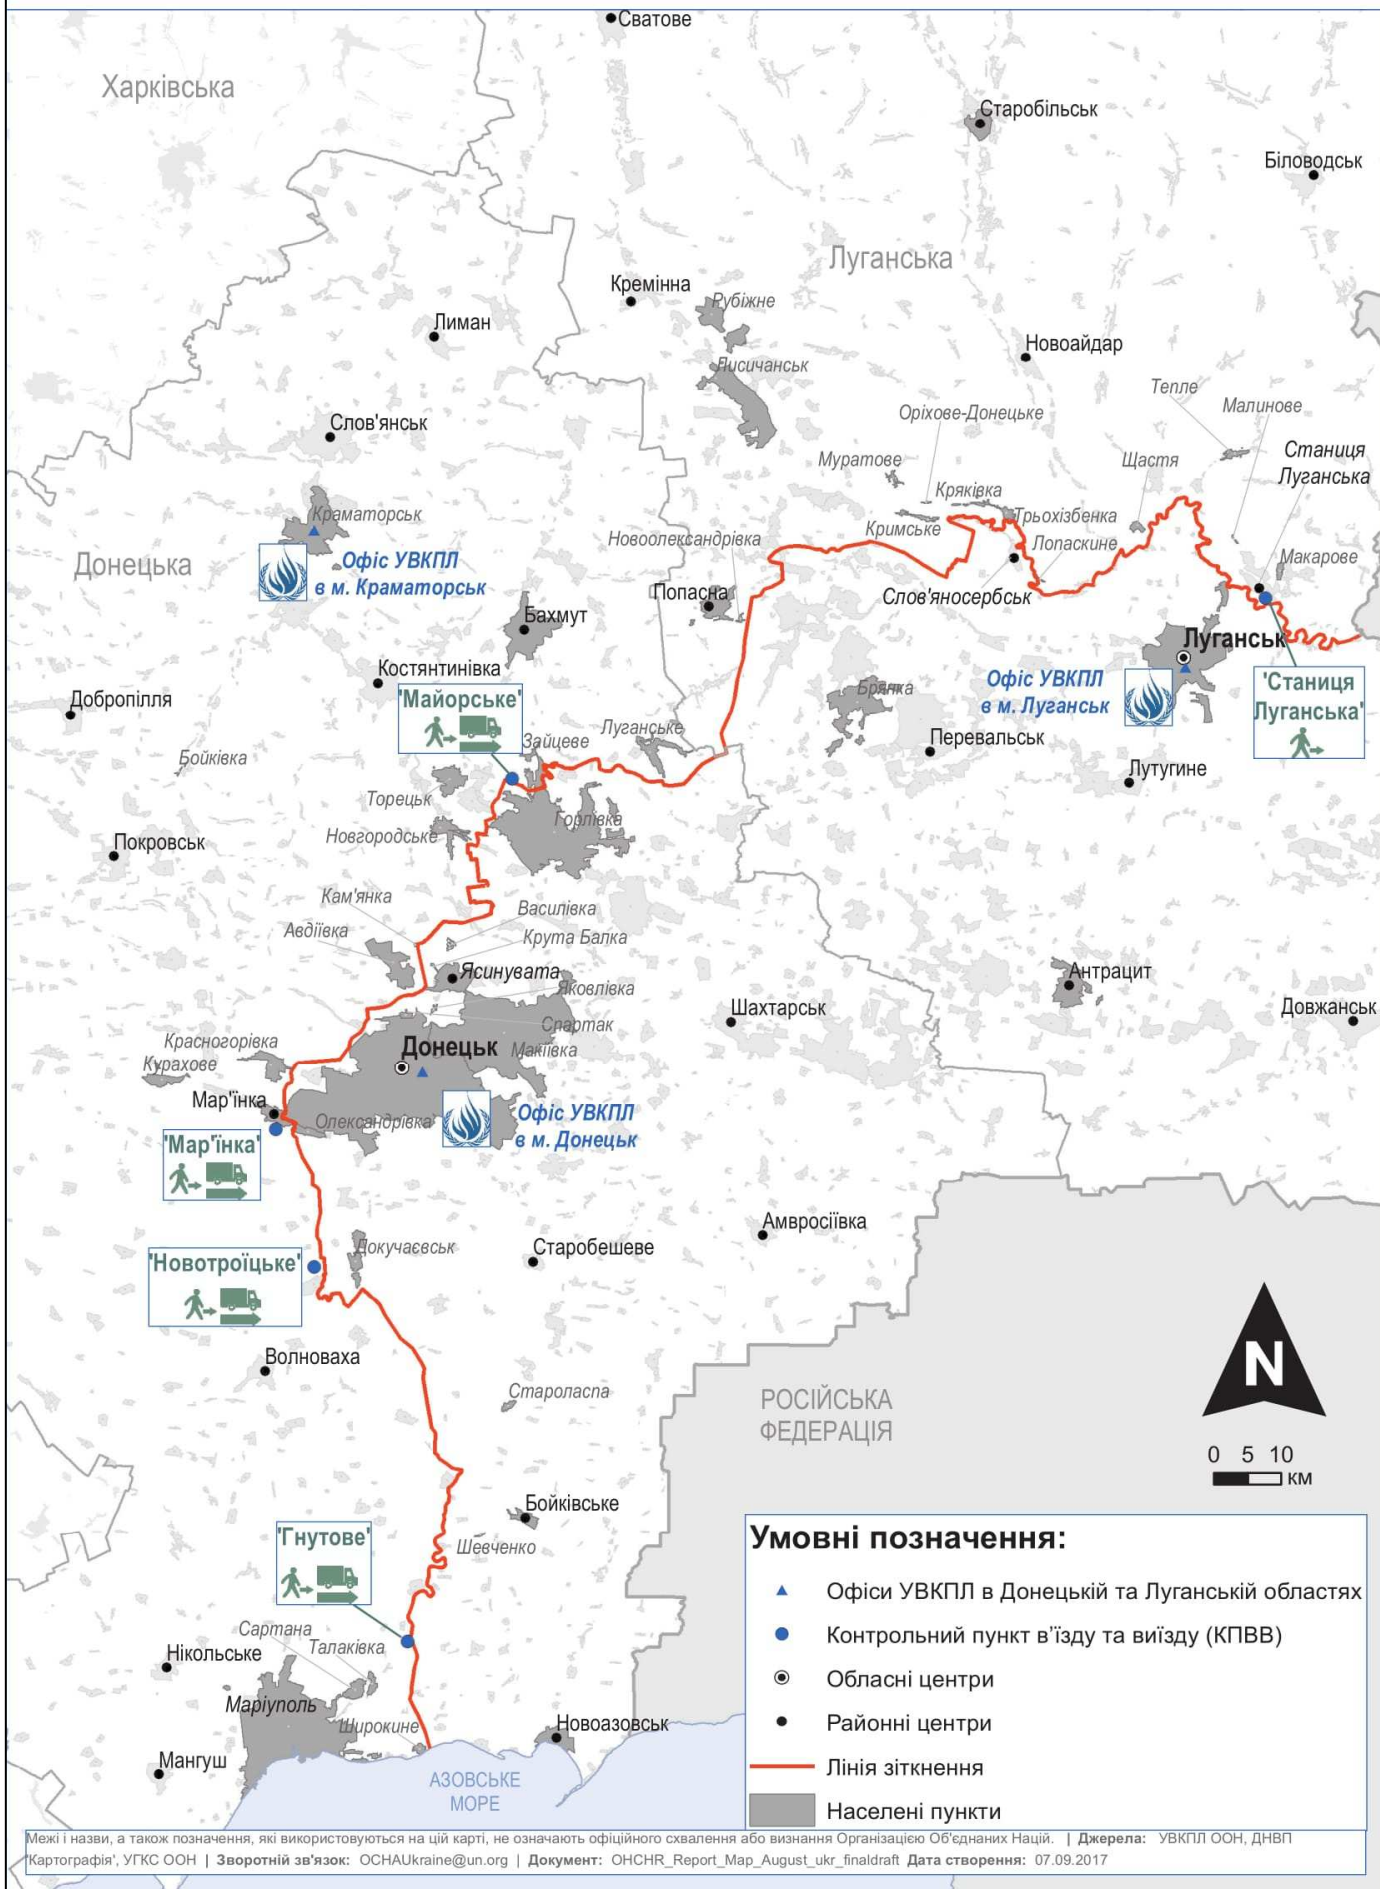 Сватове
Харківська
Старобільськ
Біловодськ
Луганська
Кремінна
Рубіжне
Лиман
Новоайдар
Лисичанськ
Тепле
Малинове
Оріхове-Донецьке
Слов'янськ
Станиця
Луганська
Щастя
Муратове
Кряківка
Краматорськ
Трьохізбенка
Кримське
Новоолександрівка
Лопаскине
Макарове
Донецька
Офіс УВКПЛ
в м. Краматорськ
Попасна
Слов'яносербськ
Бахмут
Луганськ
Костянтинівка
Офіс УВКПЛ
в м. Луганськ
'Станиця
Луганська'
Добропілля
'Майорське'
Брянка
Зайцеве
Луганське
Перевальськ
Бойківка
Лутугине
Торецьк
Горлівка
Новгородське
Покровськ
Кам'янка
Василівка
Авдіївка
Крута Балка
Ясинувата
Антрацит
Яковлівка
Шахтарськ
Довжанськ
Спартак
Красногорівка
Донецьк
Макіївка
Курахове
Мар'їнка
Олександрівка
Офіс УВКПЛ
в м. Донецьк
'Мар'їнка'
Амвросіївка
Докучаєвськ
Старобешеве
'Новотроїцьке'
Волноваха
Староласпа
РОСІЙСЬКА
ФЕДЕРАЦІЯ
N
0 5 10
КМ
Бойківське
'Гнутове'
Шевченко
Сартана
Талаківка
Нікольське
Маріуполь
Широкине
Новоазовськ
Мангуш
АЗОВСЬКЕ
МОРЕ
Умовні позначення:
Офіси УВКПЛ в Донецькій та Луганській областях
Контрольний пункт в'їзду та виїзду (КПВВ)
Обласні центри
Районні центри
Лінія зіткнення
Населені пункти
Межі і назви, а також позначення, які використовуються на цій карті, не означають офіційного схвалення або визнання Організацією Об'єднаних Націй. | Джерела: УВКПЛ ООН, ДНВП
'Картографія', УГКС ООН | Зворотній зв'язок: OCHAUkraine@un.org | Документ: OHCHR_Report_Map_August_ukr_finaldraft Дата створення: 07.09.2017